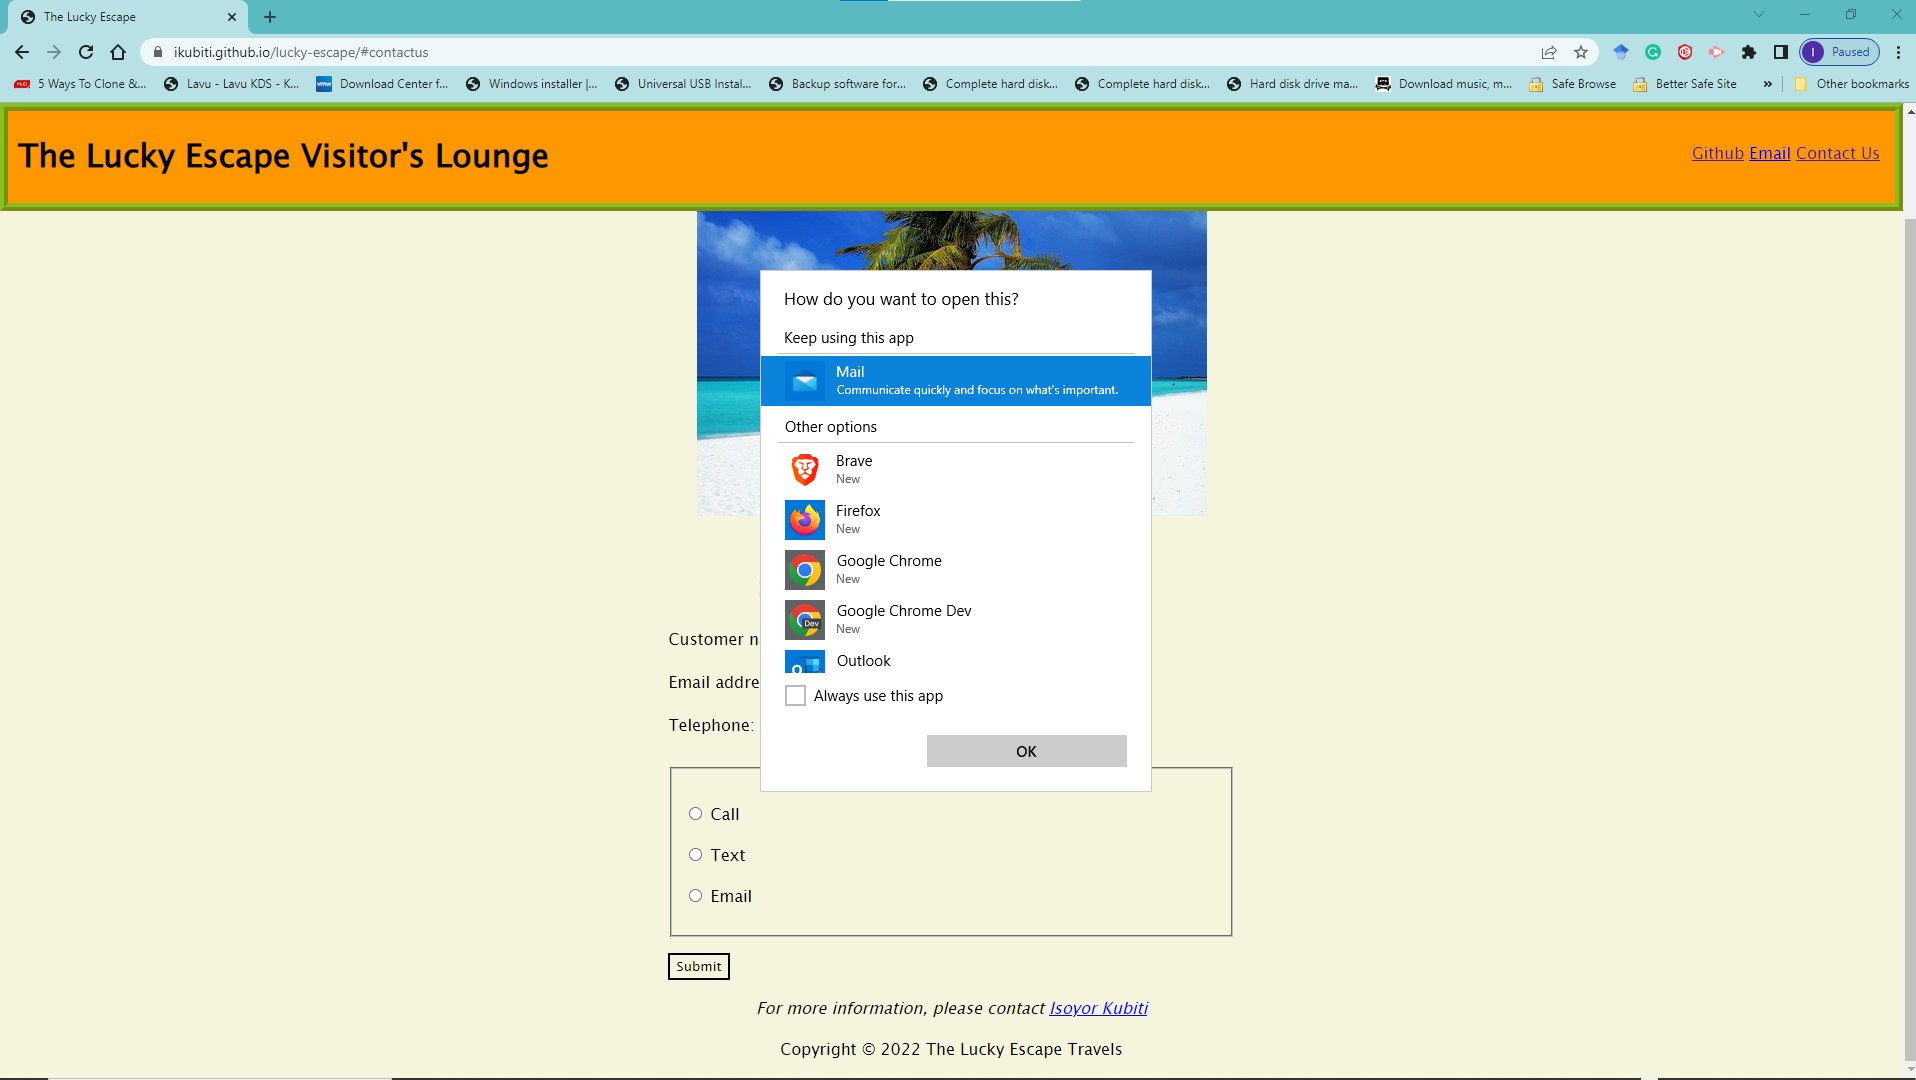 The Lucky Escape
ikubiti.github.io/lucky-escape/#contactus
I Paused
5 Ways To Clone &...
Lavu - Lavu KDS - K...
vmw Download Center f...
Windows installer |...
Universal USB Instal...
Backup software for...
Complete hard disk...
Complete hard disk...
Hard disk drive ma...
Download music, m...
Safe Browse
Better Safe Site
»
Other bookmarks
The Lucky Escape Visitor's Lounge
Github Email Contact Us
How do you want to open this?
Keep using this app
Mail
Communicate quickly and focus on what's important.
Other options
Brave
New
Firefox
New
Google Chrome
New
Google Chrome Dev
Dev
New
Outlook
Always use this app
OK
Customer n
Email addre
Telephone:
Call
Text
Email
Submit
For more information, please contact Isoyor Kubiti
Copyright © 2022 The Lucky Escape Travels